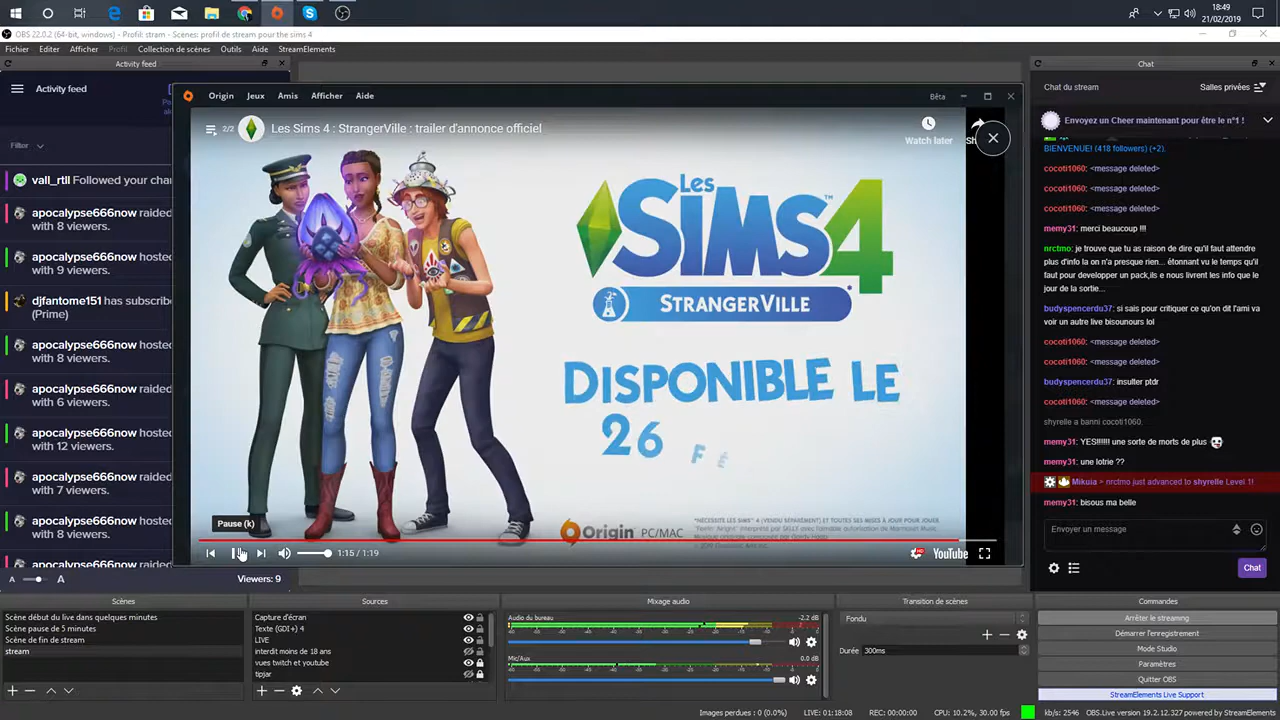 18:49
21/02/2019
OBS 22.0.2 (64-bit, windows) - Profil: stram - Scènes: profil de stream pour the sims 4
Fichier Editer Afficher Profil Collection de scènes Outils Aide StreamElements
Activity feed
Activity feed
Filter
vall_rtll Followed your chan
apocalypse666now raided
with 8 viewers.
apocalypse666now hosted
with 9 viewers.
djfantome151 has subscribe
(Prime)
apocalypse666now hosted
with 8 viewers.
apocalypse666now raided
with 6 viewers.
apocalypse666now hosted
with 12 viewers.
apocalypse666now raided
with 7 viewers.
apocalypse666now hosted
with 8 viewers.
apocalypse666now raided
A A Viewers: 9
Origin Jeux Amis Afficher Aide Bêta
2/2 Les Sims 4 : StrangerVille : trailer d'annonce officiel
Watch later Sh
Les
SiMS 4
STRANGERVILLE
DISPONIBLE LE
26 FÉ
Pause (k)
Origin PC/MAC
1:15 / 1:19 HD YouTube
Chat
Chat du stream Salles privées
Envoyez un Cheer maintenant pour être le n°1 !
BIENVENUE! (418 followers) (+2).
cocoti1060: <message deleted>
cocoti1060: <message deleted>
cocoti1060: <message deleted>
memy31: merci beaucoup !!!
nrctmo: je trouve que tu as raison de dire qu'il faut attendre
plus d'info la on n'a presque rien... étonnant vu le temps qu'il
faut pour developper un pack,ils e nous livrent les info que le
jour de la sortie...
budyspencerdu37: si sais pour critiquer ce qu'on dit l'ami va
voir un autre live bisounours lol
cocoti1060: <message deleted>
cocoti1060: <message deleted>
budyspencerdu37: insulter ptdr
cocoti1060: <message deleted>
shyrelle a banni cocoti1060.
memy31: YES!!!!!!! une sorte de morts de plus
memy31: une lotrie ??
Mikuia > nrctmo just advanced to shyrelle Level 1!
memy31: bisous ma belle
Envoyer un message
Chat
Scènes
Scène début du live dans quelques minutes
Scène pause de 5 minutes
Scène de fin de stream
stream
Sources
Capture d'écran
Texte (GDI+) 4
LIVE
interdit moins de 18 ans
vues twitch et youtube
tipjar
Mixage audio
Audio du bureau -2.2 dB
Mic/Aux 0.0 dB
Transition de scènes
Fondu
Durée 300ms
Commandes
Arrêter le streaming
Démarrer l'enregistrement
Mode Studio
Paramètres
Quitter OBS
StreamElements Live Support
Images perdues : 0 (0.0%) LIVE: 01:18:08 REC: 00:00:00 CPU: 10.2%, 30.00 fps kb/s: 2546 OBS.Live version 19.2.12.327 powered by StreamElements